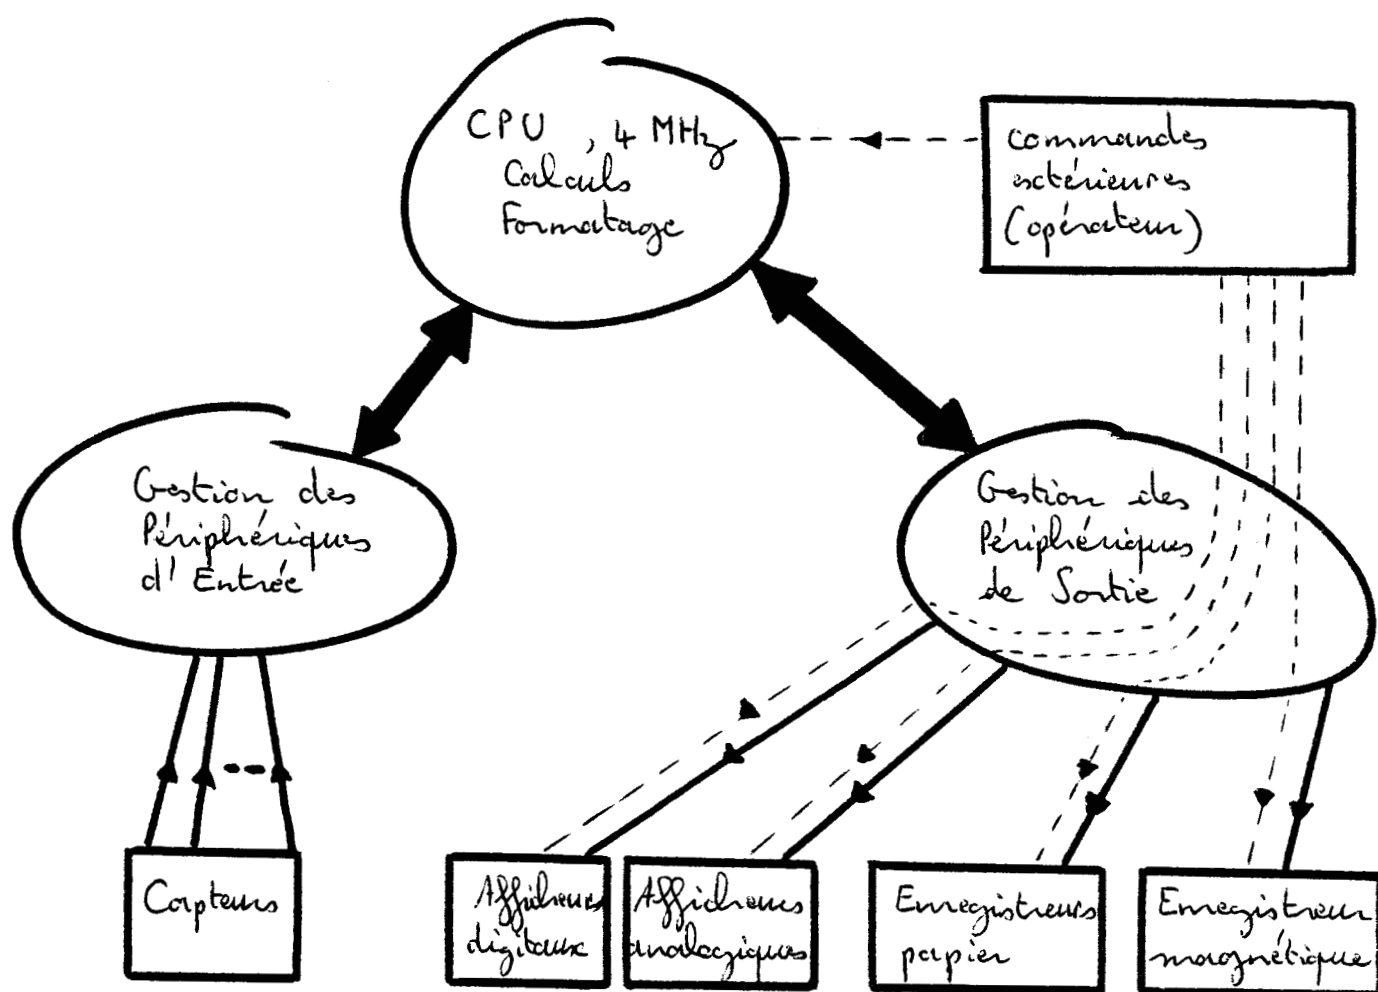 CPU , 4 MHz
Calculs
Formatage
commandes
extérieures
(opérateur)
Gestion des
Périphériques
d'Entrée
Gestion des
Périphériques
de Sortie
Capteurs
Afficheurs
digitaux
Afficheurs
analogiques
Enregistreurs
papier
Enregistreur
magnétique